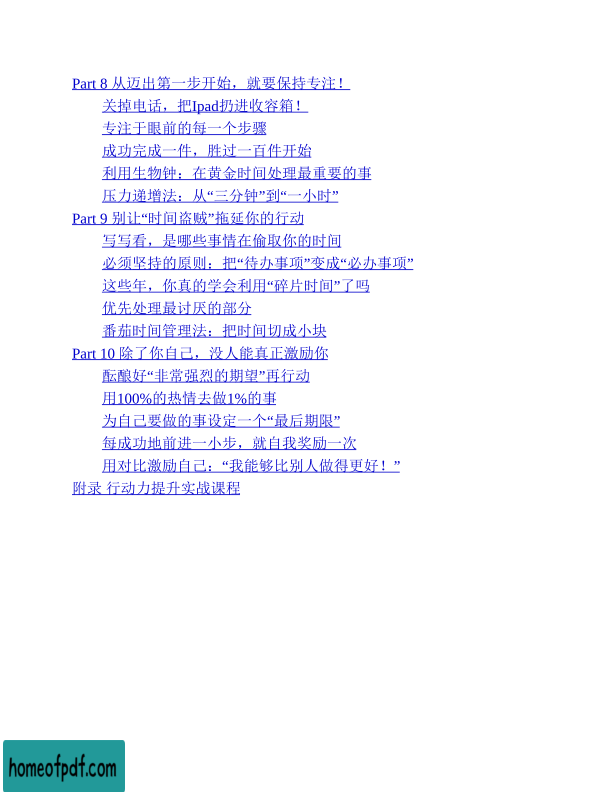 Part 8 从迈出第一步开始，就要保持专注！
关掉电话，把Ipad扔进收容箱！
专注于眼前的每一个步骤
成功完成一件，胜过一百件开始
利用生物钟：在黄金时间处理最重要的事
压力递增法：从“三分钟”到“一小时”
Part 9 别让“时间盗贼”拖延你的行动
写写看，是哪些事情在偷取你的时间
必须坚持的原则：把“待办事项”变成“必办事项”
这些年，你真的学会利用“碎片时间”了吗
优先处理最讨厌的部分
番茄时间管理法：把时间切成小块
Part 10 除了你自己，没人能真正激励你
酝酿好“非常强烈的期望”再行动
用100%的热情去做1%的事
为自己要做的事设定一个“最后期限”
每成功地前进一小步，就自我奖励一次
用对比激励自己：“我能够比别人做得更好！”
附录 行动力提升实战课程
homeofpdf.com